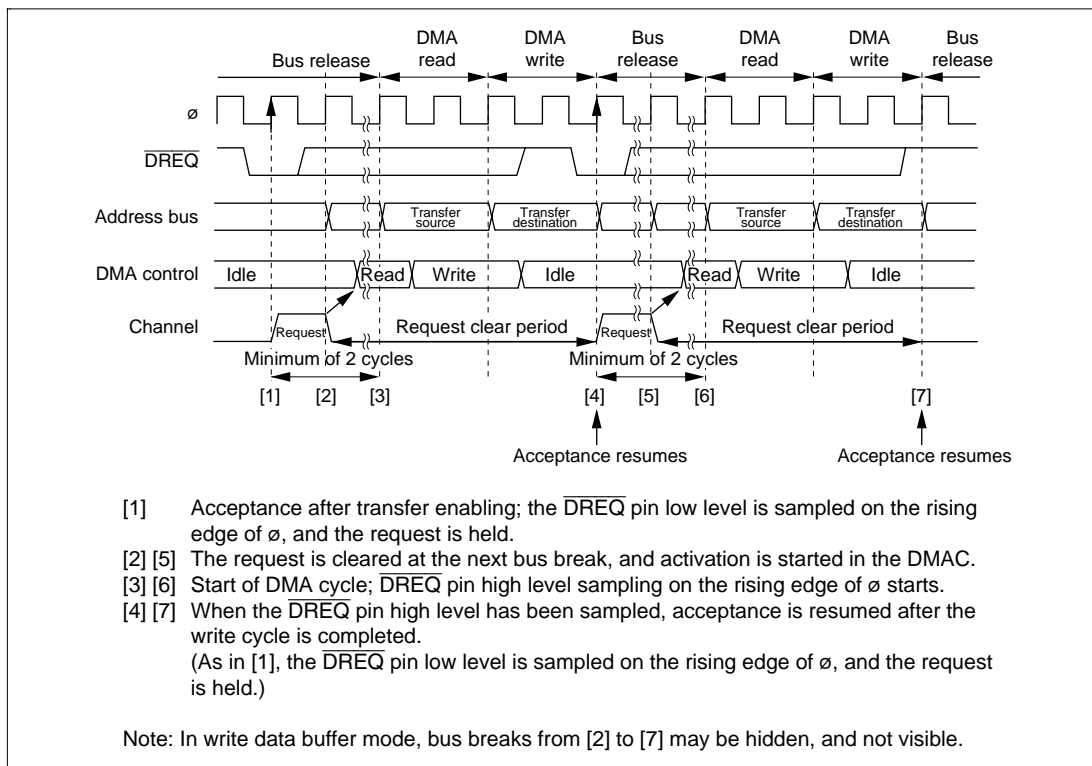 DMA DMA Bus DMA DMA Bus
Bus release read write release read write release
ø
DREQ
Address bus Transfer source Transfer destination Transfer source Transfer destination
DMA control Idle Read Write Idle Read Write Idle
Channel Request Request clear period Request Request clear period
Minimum of 2 cycles Minimum of 2 cycles
[1] [2] [3] [4] [5] [6] [7]
Acceptance resumes Acceptance resumes
[1] Acceptance after transfer enabling; the DREQ pin low level is sampled on the rising
edge of ø, and the request is held.
[2] [5] The request is cleared at the next bus break, and activation is started in the DMAC.
[3] [6] Start of DMA cycle; DREQ pin high level sampling on the rising edge of ø starts.
[4] [7] When the DREQ pin high level has been sampled, acceptance is resumed after the
write cycle is completed.
(As in [1], the DREQ pin low level is sampled on the rising edge of ø, and the request
is held.)
Note: In write data buffer mode, bus breaks from [2] to [7] may be hidden, and not visible.